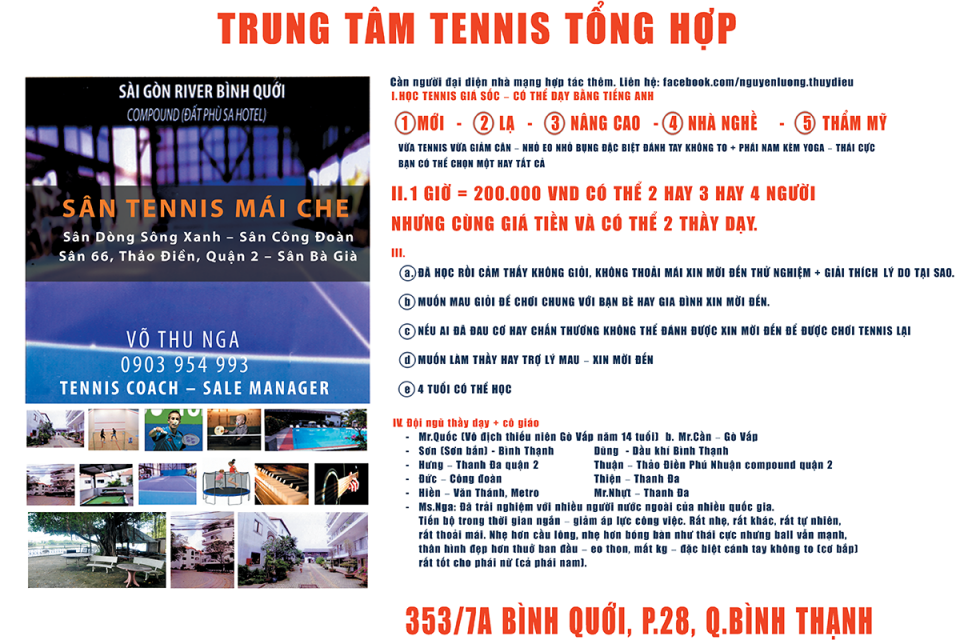 TRUNG TÂM TENNIS TỔNG HỢP
SÀI GÒN RIVER BÌNH QUỚI
COMPOUND (ĐẤT PHÙ SA HOTEL)
SÂN TENNIS MÁI CHE
Sân Dòng Sông Xanh – Sân Công Đoàn
Sân 66, Thảo Điền, Quận 2 – Sân Bà Già
VÕ THU NGA
0903 954 993
TENNIS COACH – SALE MANAGER
Cần người đại diện nhà mạng hợp tác thêm. Liên hệ: facebook.com/nguyenluong.thuydieu
I. HỌC TENNIS GIÁ SỐC – CÓ THỂ DẠY BẰNG TIẾNG ANH
1 MỚI - 2 LẠ - 3 NÂNG CAO - 4 NHÀ NGHỀ - 5 THẨM MỸ
VỪA TENNIS VỪA GIẢM CÂN – NHỎ EO NHỎ BỤNG ĐẶC BIỆT ĐÁNH TAY KHÔNG TO + PHÁI NAM KÈM YOGA – THÁI CỰC
BẠN CÓ THỂ CHỌN MỘT HAY TẤT CẢ
II. 1 GIỜ = 200.000 VND CÓ THỂ 2 HAY 3 HAY 4 NGƯỜI
NHƯNG CÙNG GIÁ TIỀN VÀ CÓ THỂ 2 THẦY DẠY.
III.
a. ĐÃ HỌC RỒI CẢM THẤY KHÔNG GIỎI, KHÔNG THOẢI MÁI XIN MỜI ĐẾN THỬ NGHIỆM + GIẢI THÍCH LÝ DO TẠI SAO.
b MUỐN MAU GIỎI ĐỂ CHƠI CHUNG VỚI BẠN BÈ HAY GIA ĐÌNH XIN MỜI ĐẾN.
c NẾU AI ĐÃ ĐAU CƠ HAY CHẤN THƯƠNG KHÔNG THỂ ĐÁNH ĐƯỢC XIN MỜI ĐẾN ĐỂ ĐƯỢC CHƠI TENNIS LẠI
d MUỐN LÀM THẦY HAY TRỢ LÝ MAU – XIN MỜI ĐẾN
e 4 TUỔI CÓ THỂ HỌC
IV. Đội ngũ thầy dạy + cô giáo
- Mr.Quốc (Vô địch thiếu niên Gò Vấp năm 14 tuổi) b. Mr.Cần – Gò Vấp
- Sơn (Sơn bắn) - Bình Thạnh Dũng - Dầu khí Bình Thạnh
- Hưng – Thanh Đa quận 2 Thuận – Thảo Điền Phú Nhuận compound quận 2
- Đức – Công đoàn Thiện – Thanh Đa
- Hiền – Văn Thánh, Metro Mr.Nhựt – Thanh Đa
- Ms.Nga: Đã trải nghiệm với nhiều người nước ngoài của nhiều quốc gia.
Tiến bộ trong thời gian ngắn – giảm áp lực công việc. Rất nhẹ, rất khác, rất tự nhiên,
rất thoải mái. Nhẹ hơn cầu lông, nhẹ hơn bóng bàn như thái cực nhưng ball vẫn mạnh,
thân hình đẹp hơn thuở ban đầu – eo thon, mất kg – đặc biệt cánh tay không to (cơ bắp)
rất tốt cho phái nữ (cả phái nam).
353/7A BÌNH QUỚI, P.28, Q.BÌNH THẠNH